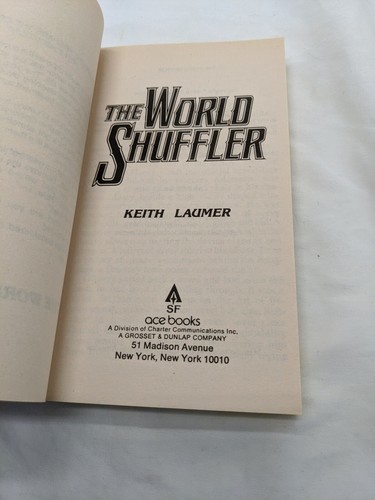 THE WORLD
SHUFFLER
KEITH LAUMER
SF
ace books
A Division of Charter Communications Inc.
A GROSSET & DUNLAP COMPANY
51 Madison Avenue
New York, New York 10010